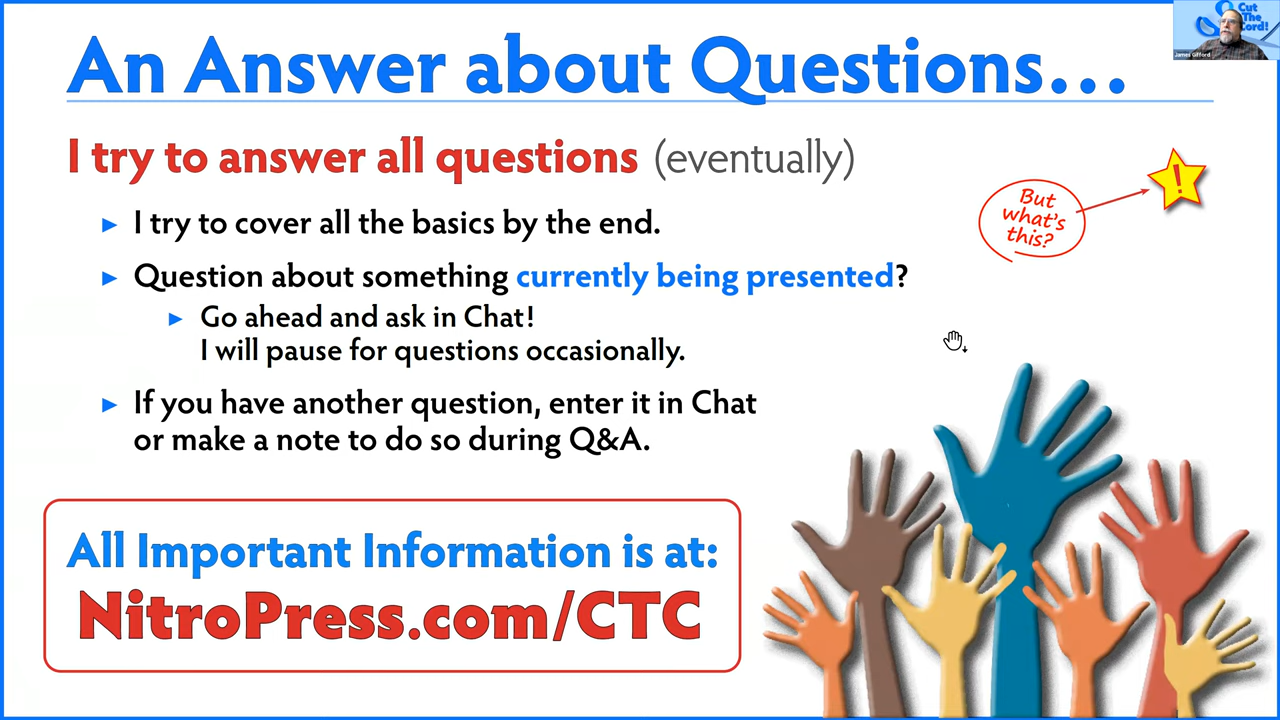 An Answer about Questions...
Cut
The
Cord!
James Gifford
I try to answer all questions (eventually)
But
what's
this?
!
I try to cover all the basics by the end.
Question about something currently being presented?
Go ahead and ask in Chat!
I will pause for questions occasionally.
If you have another question, enter it in Chat
or make a note to do so during Q&A.
All Important Information is at:
NitroPress.com/CTC